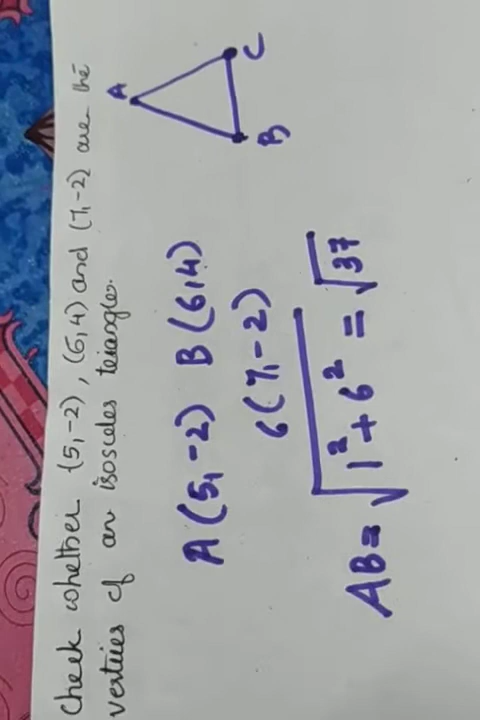 Check whether (5,-2), (6,4) and (7,-2) are the
vertices of an isosceles triangle.
A
B
C
A(5,-2) B(6,4)
6(7,-2)
AB= √1²+6² = √37